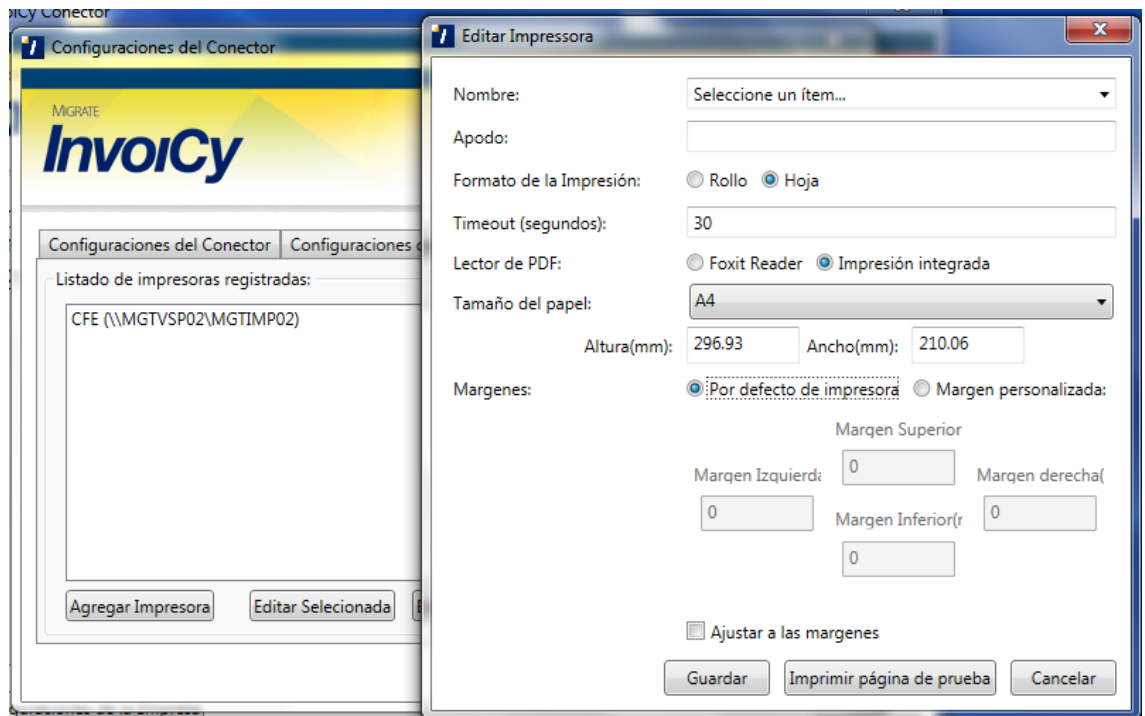 Cy Conector
Configuraciones del Conector
MIGRATE
InvoiCy
Configuraciones del Conector
Configuraciones
Listado de impresoras registradas:
CFE (\\MGTVSP02\MGTIMP02)
Agregar Impresora
Editar Selecionada
Editar Impressora
Nombre:
Seleccione un ítem...
Apodo:
Formato de la Impresión:
Rollo Hoja
Timeout (segundos):
30
Lector de PDF:
Foxit Reader Impresión integrada
Tamaño del papel:
A4
Altura(mm): 296.93 Ancho(mm): 210.06
Margenes:
Por defecto de impresora Margen personalizada:
Margen Superior
0
Margen Izquierda
0
Margen derecha(
0
Margen Inferior(
0
Ajustar a las margenes
Guardar
Imprimir página de prueba
Cancelar